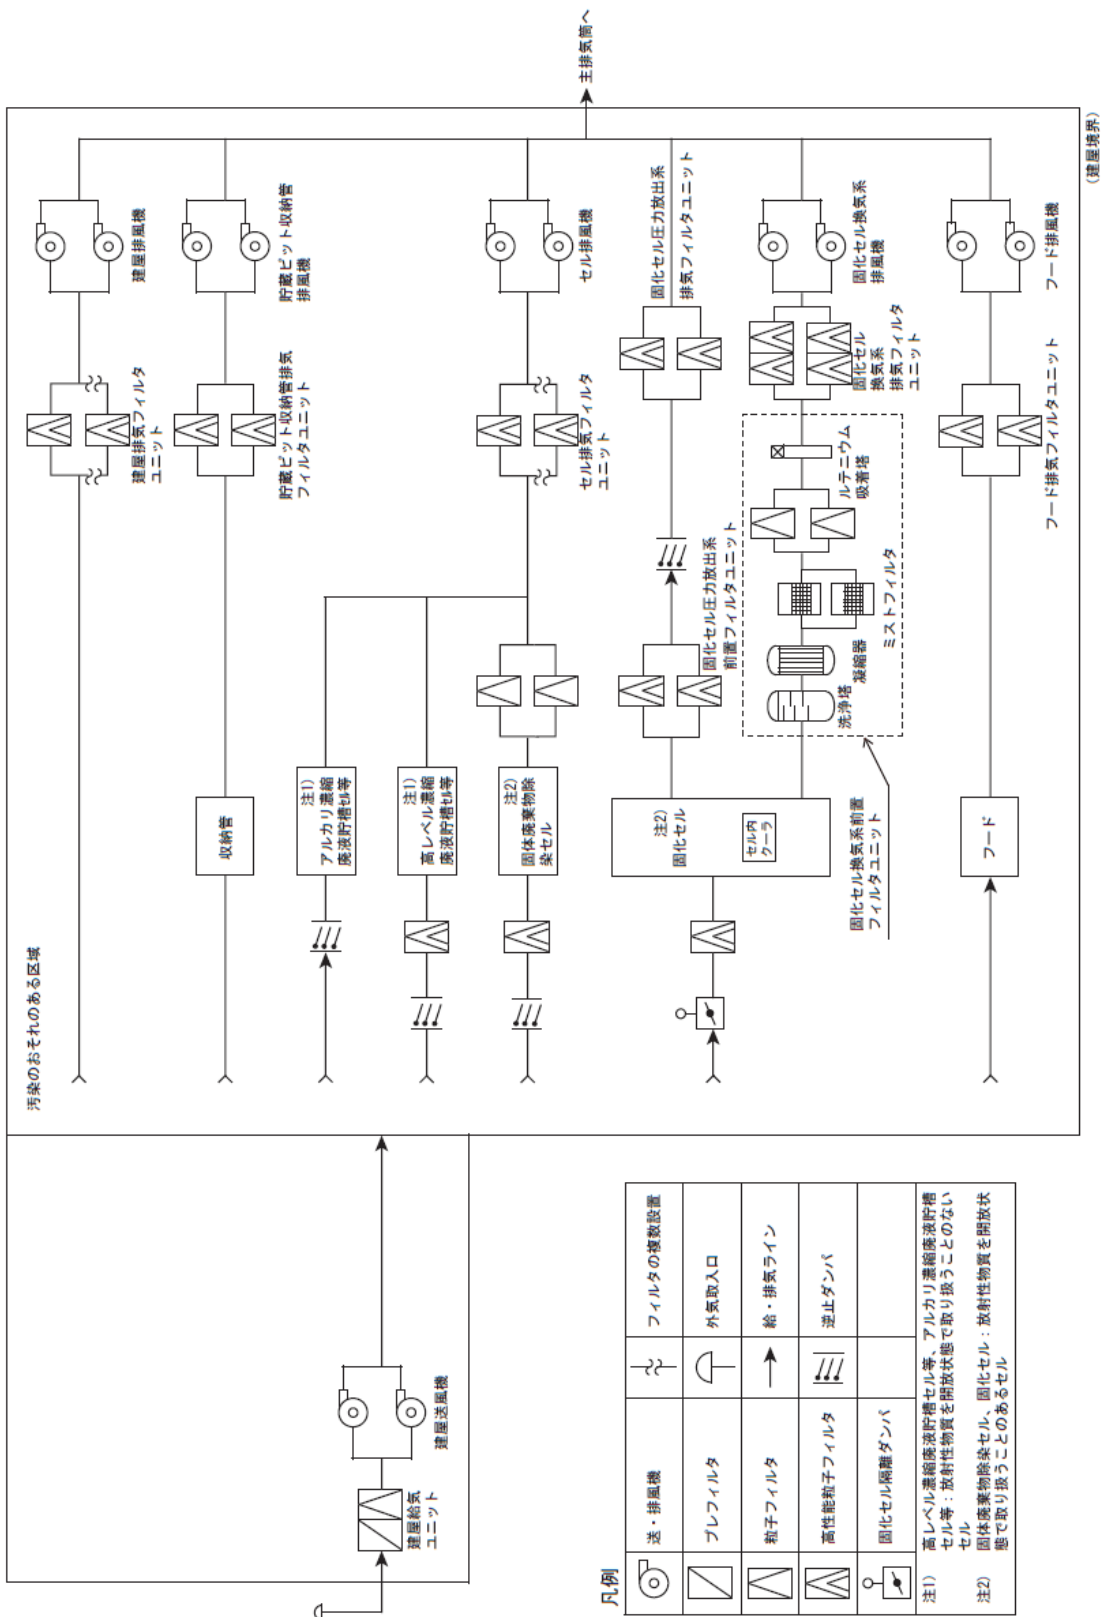 汚染のおそれのある区域
建屋排気フィルタ
ユニット
建屋排風機
収納管
貯蔵ピット収納管排気
フィルタユニット
貯蔵ピット収納管
排風機
注1)
アルカリ濃縮
廃液貯槽セル等
注1)
高レベル濃縮
廃液貯槽セル等
注2)
固体廃棄物除
染セル
セル排気フィルタ
ユニット
セル排風機
注2)
固化セル
セル内
クーラ
固化セル圧力放出系
前置フィルタユニット
固化セル圧力放出系
排気フィルタユニット
洗浄塔
凝縮器
ミストフィルタ
ルテニウム
吸着塔
固化セル
換気系
排気フィルタ
ユニット
固化セル換気系
排風機
固化セル換気系前置
フィルタユニット
フード
フード排気フィルタユニット
フード排風機
主排気筒へ
(建屋境界)
建屋給気
ユニット
建屋送風機
凡例
送・排風機
フィルタの複数設置
プレフィルタ
外気取入口
粒子フィルタ
給・排気ライン
高性能粒子フィルタ
逆止ダンパ
固化セル隔離ダンパ
注1) 高レベル濃縮廃液貯槽セル等、アルカリ濃縮廃液貯槽
セル等:放射性物質を開放状態で取り扱うことのない
セル
注2) 固体廃棄物除染セル、固化セル:放射性物質を開放状
態で取り扱うことのあるセル